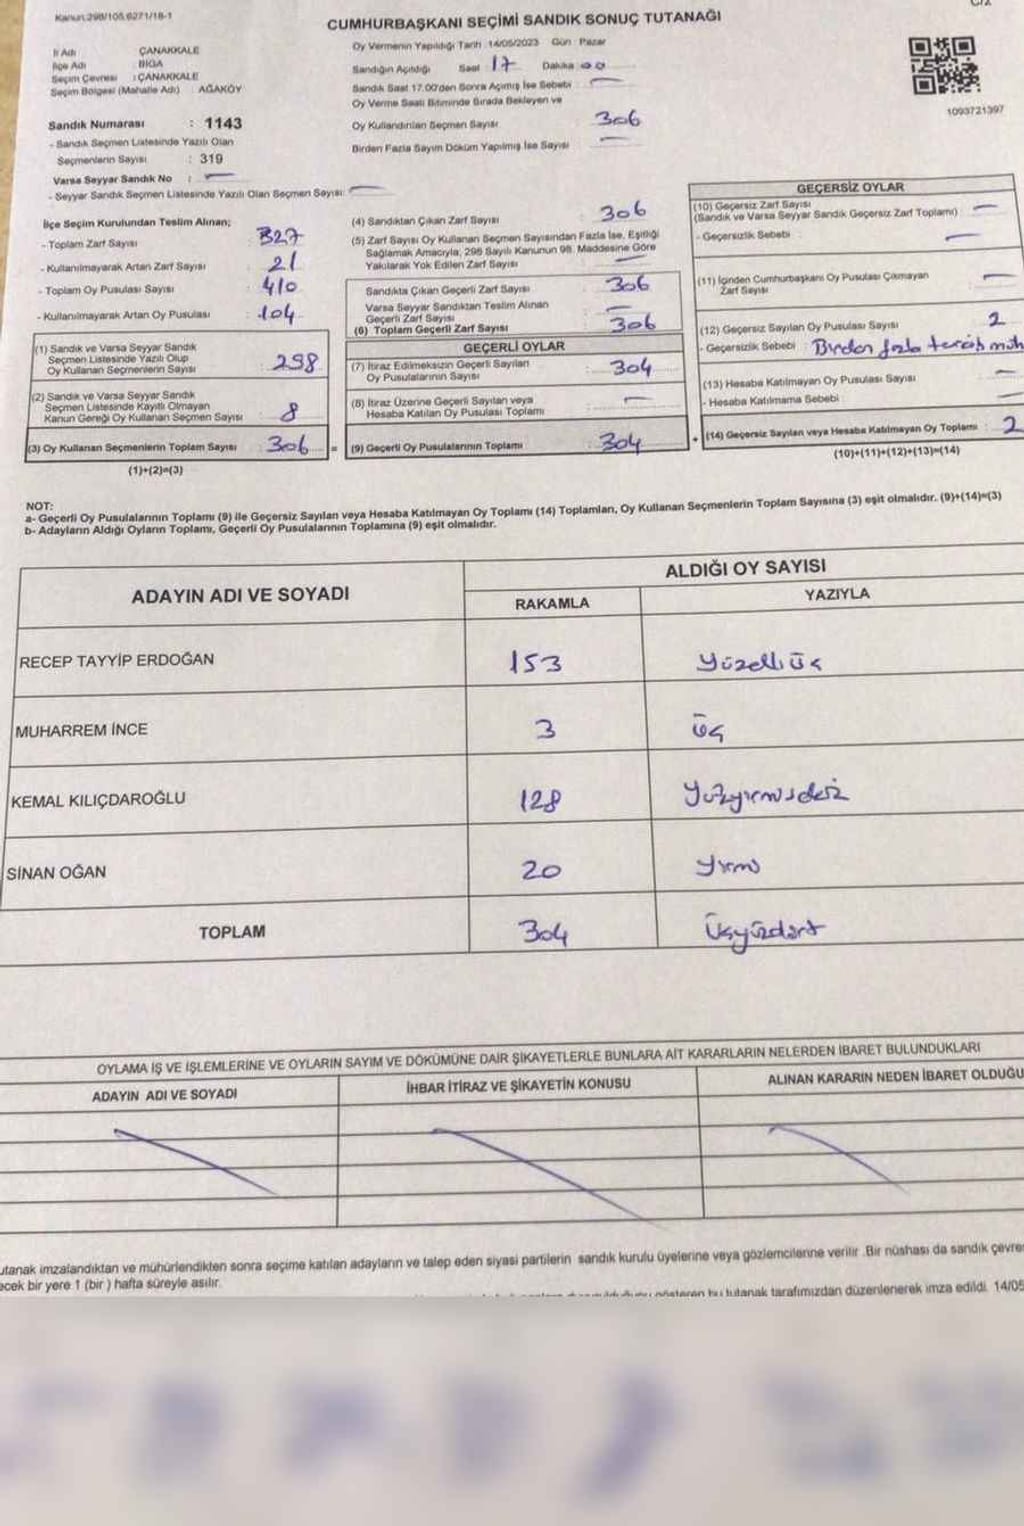 Kanun:298/105,6271/18-1
CUMHURBAŞKANI SEÇİMİ SANDIK SONUÇ TUTANAĞI
İl Adı ÇANAKKALE
İlçe Adı BİGA
Seçim Çevresi : ÇANAKKALE
Seçim Bölgesi (Mahalle Adı) AĞAKÖY
Sandık Numarası : 1143
- Sandık Seçmen Listesinde Yazılı Olan
Seçmenlerin Sayısı : 319
Varsa Seyyar Sandık No : —
- Seyyar Sandık Seçmen Listesinde Yazılı Olan Seçmen Sayısı: —
Oy Vermenin Yapıldığı Tarih :14/05/2023 Gün : Pazar
Sandığın Açıldığı Saat 17 Dakika 00
Sandık Saat 17.00'den Sonra Açılmış İse Sebebi : —
Oy Verme Saati Bitiminde Sırada Bekleyen ve
Oy Kullandırılan Seçmen Sayısı 306
Birden Fazla Sayım Döküm Yapılmış İse Sayısı —
1093721397
İlçe Seçim Kurulundan Teslim Alınan;
- Toplam Zarf Sayısı : 327
- Kullanılmayarak Artan Zarf Sayısı : 21
- Toplam Oy Pusulası Sayısı : 410
- Kullanılmayarak Artan Oy Pusulası : 104
(1) Sandık ve Varsa Seyyar Sandık
Seçmen Listesinde Yazılı Olup
Oy Kullanan Seçmenlerin Sayısı : 298
(2) Sandık ve Varsa Seyyar Sandık
Seçmen Listesinde Kayıtlı Olmayan
Kanun Gereği Oy Kullanan Seçmen Sayısı : 8
(3) Oy Kullanan Seçmenlerin Toplam Sayısı : 306 =
(1)+(2)=(3)
(4) Sandıktan Çıkan Zarf Sayısı : 306
(5) Zarf Sayısı Oy Kullanan Seçmen Sayısından Fazla İse, Eşitliği
Sağlamak Amacıyla, 298 Sayılı Kanunun 98. Maddesine Göre
Yakılarak Yok Edilen Zarf Sayısı : —
Sandıkta Çıkan Geçerli Zarf Sayısı : 306
Varsa Seyyar Sandıktan Teslim Alınan
Geçerli Zarf Sayısı : —
(6) Toplam Geçerli Zarf Sayısı : 306
GEÇERLİ OYLAR
(7) İtiraz Edilmeksizin Geçerli Sayılan
Oy Pusulalarının Sayısı : 304
(8) İtiraz Üzerine Geçerli Sayılan veya
Hesaba Katılan Oy Pusulası Toplamı : —
(9) Geçerli Oy Pusulalarının Toplamı : 304 +
GEÇERSİZ OYLAR
(10) Geçersiz Zarf Sayısı : —
(Sandık ve Varsa Seyyar Sandık Geçersiz Zarf Toplamı)
- Geçersizlik Sebebi : —
(11) İçinden Cumhurbaşkanı Oy Pusulası Çıkmayan
Zarf Sayısı : —
(12) Geçersiz Sayılan Oy Pusulası Sayısı : 2
- Geçersizlik Sebebi : Birden fazla tercih müh
(13) Hesaba Katılmayan Oy Pusulası Sayısı : —
- Hesaba Katılmama Sebebi : —
(14) Geçersiz Sayılan veya Hesaba Katılmayan Oy Toplamı : 2
(10)+(11)+(12)+(13)=(14)
NOT:
a- Geçerli Oy Pusulalarının Toplamı (9) ile Geçersiz Sayılan veya Hesaba Katılmayan Oy Toplamı (14) Toplamları, Oy Kullanan Seçmenlerin Toplam Sayısına (3) eşit olmalıdır. (9)+(14)=(3)
b- Adayların Aldığı Oyların Toplamı, Geçerli Oy Pusulalarının Toplamına (9) eşit olmalıdır.
ADAYIN ADI VE SOYADI
ALDIĞI OY SAYISI
RAKAMLA YAZIYLA
RECEP TAYYİP ERDOĞAN 153 Yüzelliüç
MUHARREM İNCE 3 Üç
KEMAL KILIÇDAROĞLU 128 Yüzyirmisekiz
SİNAN OĞAN 20 Yirmi
TOPLAM 304 Üçyüzdört
OYLAMA İŞ VE İŞLEMLERİNE VE OYLARIN SAYIM VE DÖKÜMÜNE DAİR ŞİKAYETLERLE BUNLARA AİT KARARLARIN NELERDEN İBARET BULUNDUKLARI
ADAYIN ADI VE SOYADI İHBAR İTİRAZ VE ŞİKAYETİN KONUSU ALINAN KARARIN NEDEN İBARET OLDUĞU
utanak imzalandıktan ve mühürlendikten sonra seçime katılan adayların ve talep eden siyasi partilerin sandık kurulu üyelerine veya gözlemcilerine verilir .Bir nüshası da sandık çevre
ecek bir yere 1 (bir ) hafta süreyle asılır.
gösteren bu tutanak tarafımızdan düzenlenerek imza edildi. 14/05